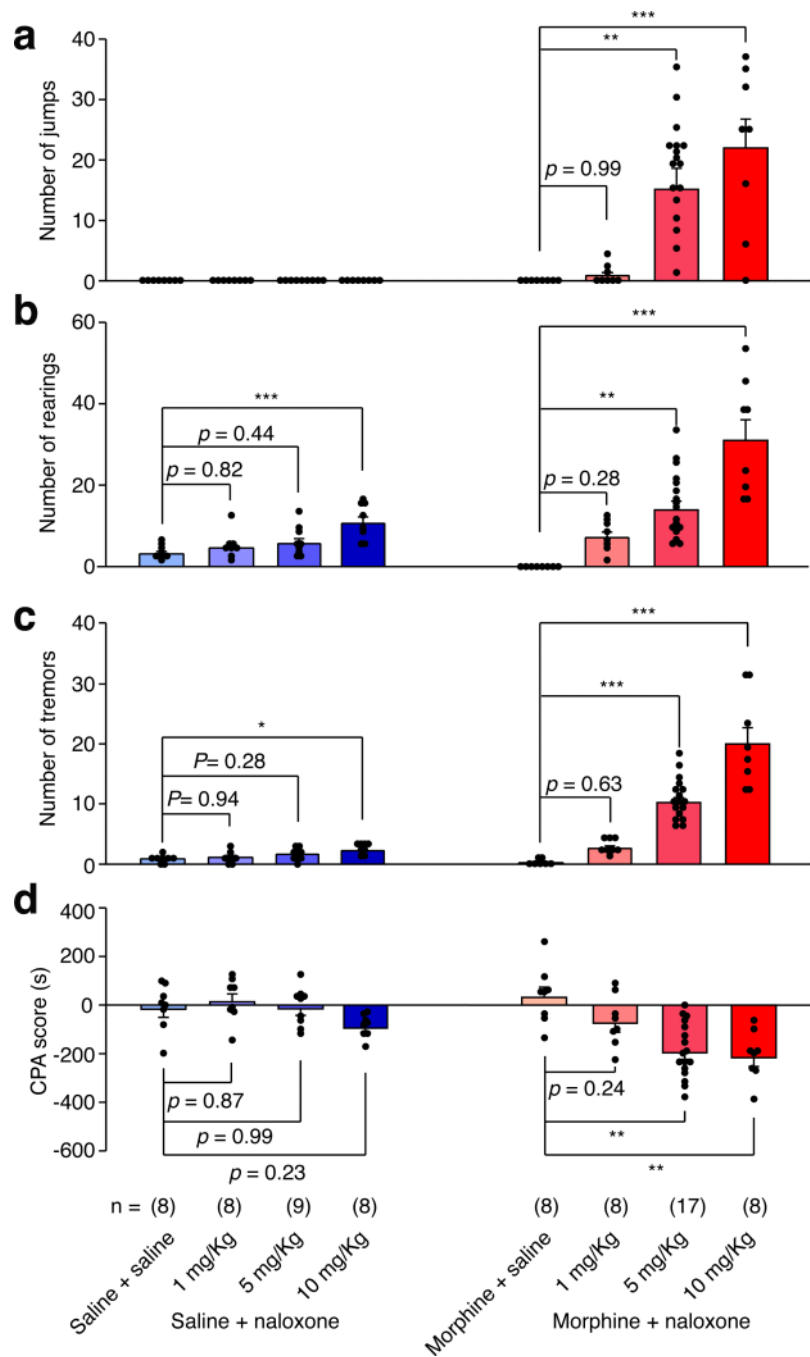 a
Number of jumps
40
30
20
10
0
***
**
p = 0.99
b
Number of rearings
60
40
20
0
***
p = 0.44
p = 0.82
***
**
p = 0.28
c
Number of tremors
40
30
20
10
0
*
P= 0.28
P= 0.94
***
***
p = 0.63
d
CPA score (s)
400
200
0
-200
-400
-600
p = 0.87
p = 0.99
p = 0.23
p = 0.24
**
**
n = (8) (8) (9) (8) (8) (8) (17) (8)
Saline + saline
1 mg/Kg
5 mg/Kg
10 mg/Kg
Morphine + saline
1 mg/Kg
5 mg/Kg
10 mg/Kg
Saline + naloxone
Morphine + naloxone